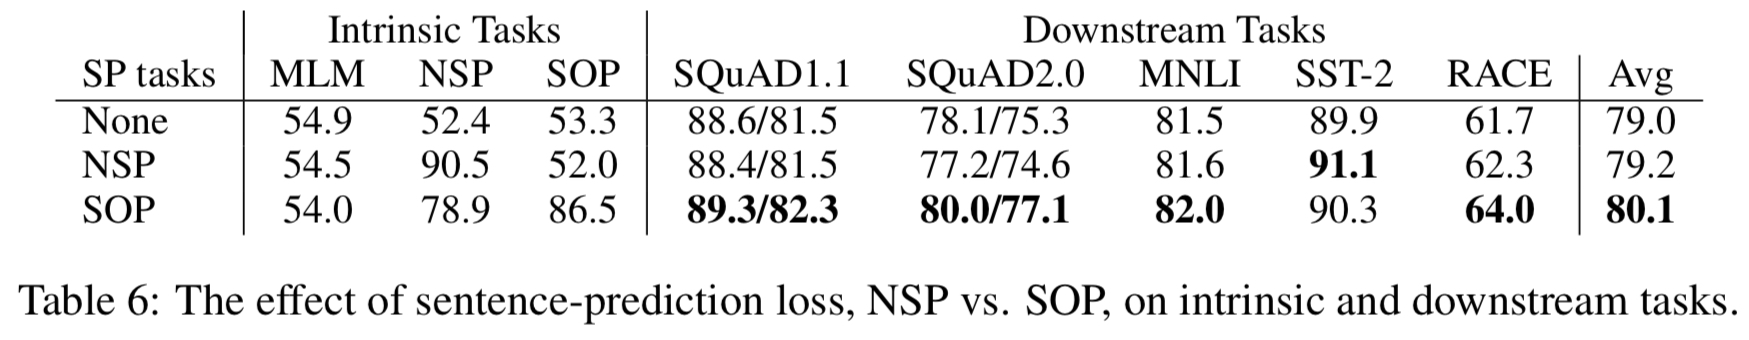 Intrinsic Tasks Downstream Tasks
SP tasks MLM NSP SOP SQuAD1.1 SQuAD2.0 MNLI SST-2 RACE Avg
None 54.9 52.4 53.3 88.6/81.5 78.1/75.3 81.5 89.9 61.7 79.0
NSP 54.5 90.5 52.0 88.4/81.5 77.2/74.6 81.6 91.1 62.3 79.2
SOP 54.0 78.9 86.5 89.3/82.3 80.0/77.1 82.0 90.3 64.0 80.1
Table 6: The effect of sentence-prediction loss, NSP vs. SOP, on intrinsic and downstream tasks.